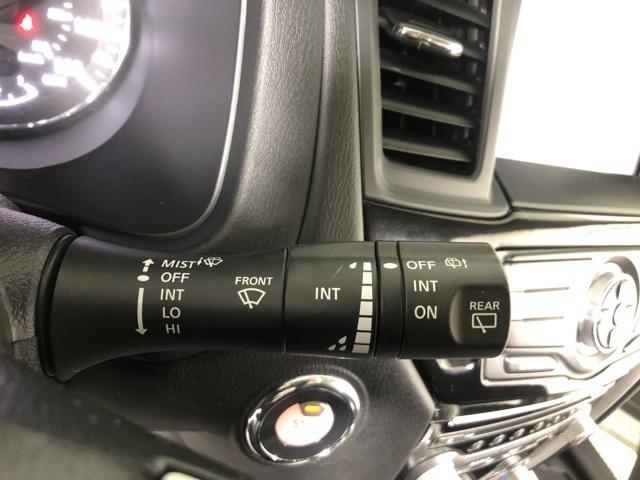 MIST
OFF
INT
LO
HI
FRONT
INT
OFF
INT
ON
REAR